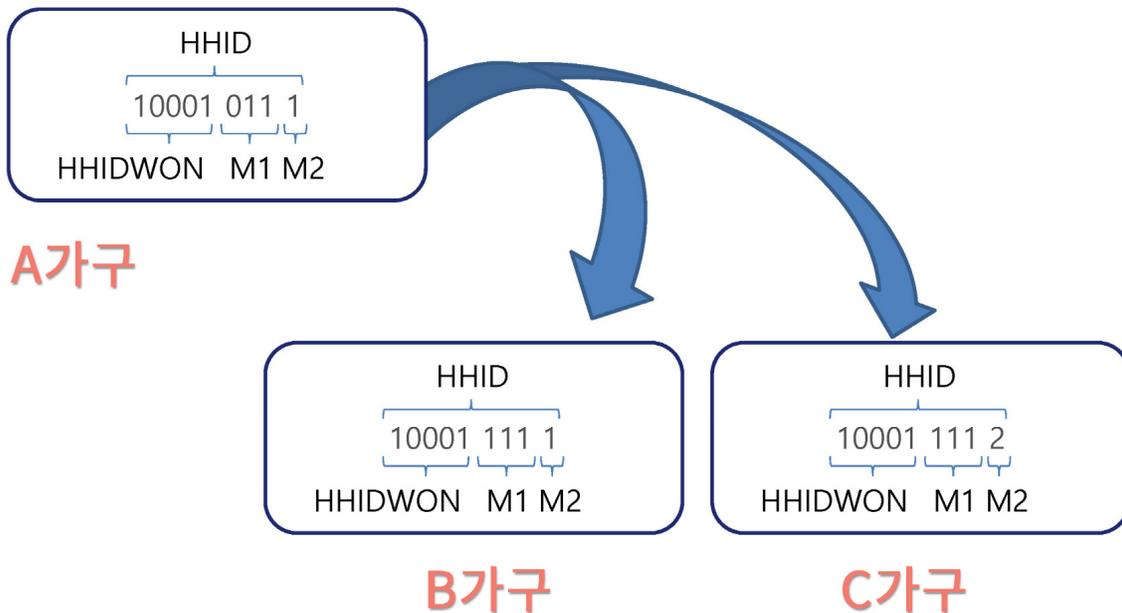 HHID
10001 011 1
HHIDWON M1 M2
A가구
HHID
10001 111 1
HHIDWON M1 M2
B가구
HHID
10001 111 2
HHIDWON M1 M2
C가구